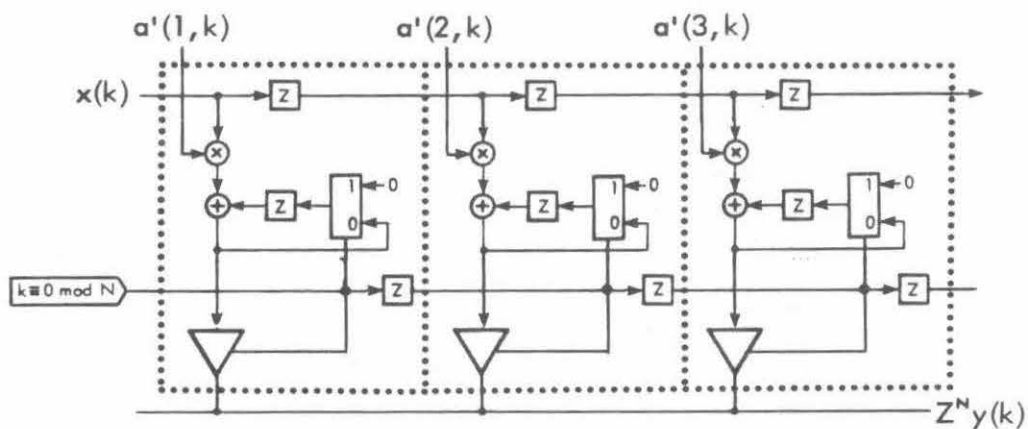 a'(1,k) a'(2,k) a'(3,k)
x(k) Z Z Z
× × ×
1 0 1 0 1 0
+ Z + Z + Z
0 0 0
k≡0 mod N Z Z Z
Z^N y(k)